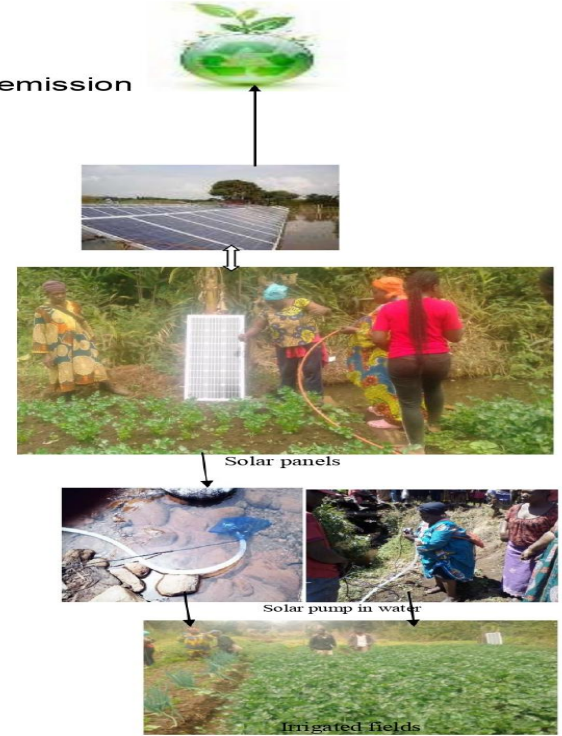 emission
Solar panels
Solar pump in water
Irrigated fields